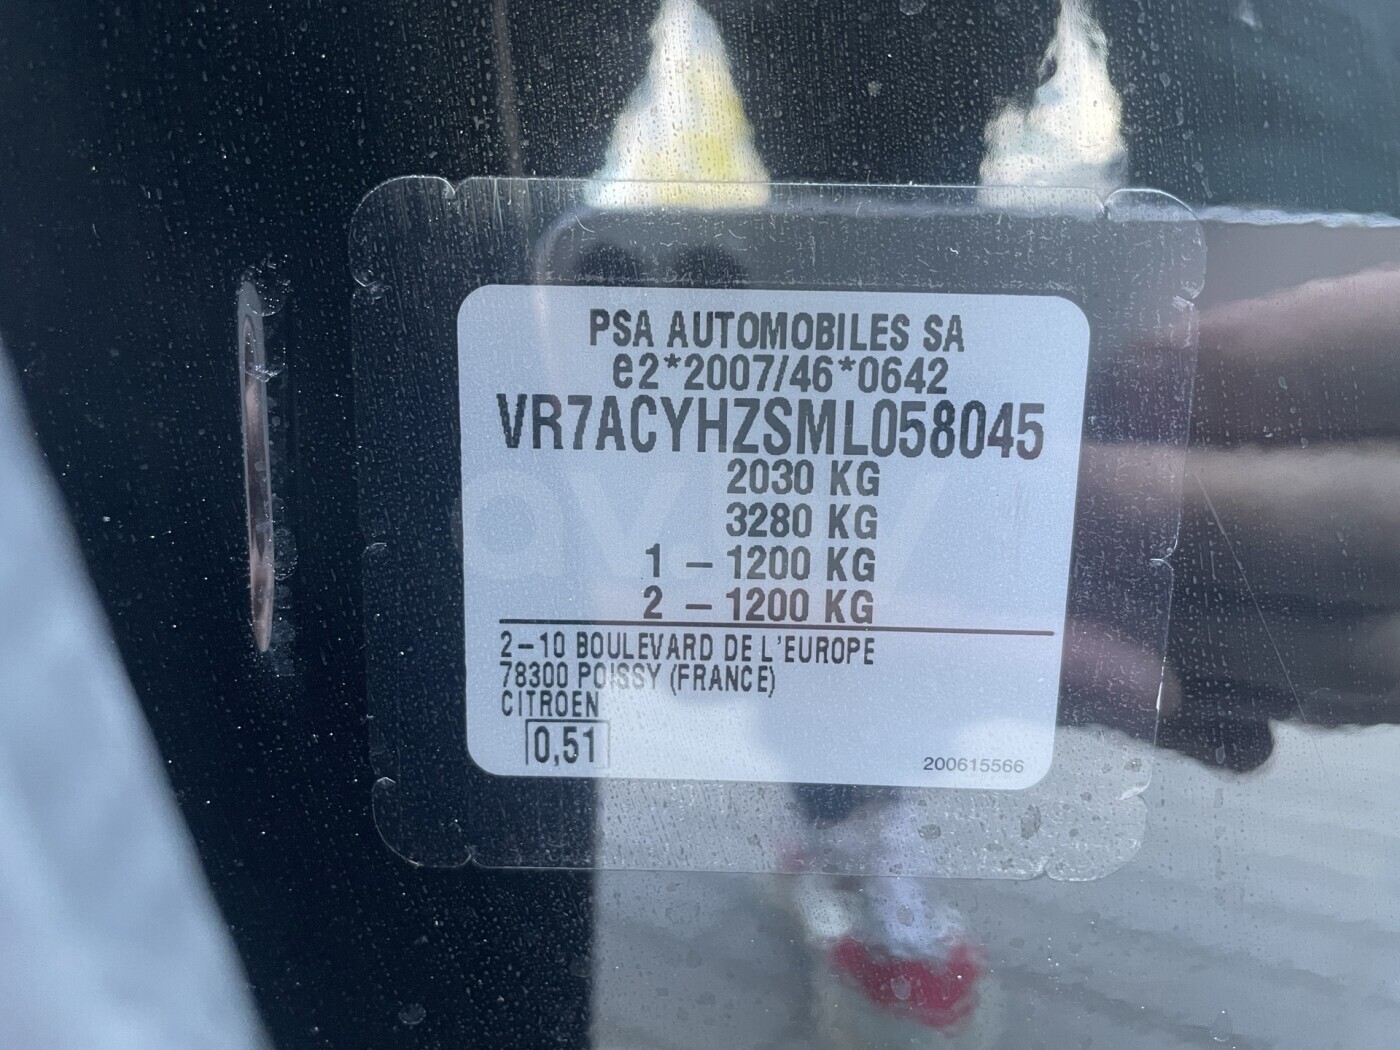 PSA AUTOMOBILES SA
e2*2007/46*0642
VR7ACYHZSML058045
2030 KG
3280 KG
1 – 1200 KG
2 – 1200 KG
2–10 BOULEVARD DE L'EUROPE
78300 POISSY (FRANCE)
CITROEN
0,51
200615566